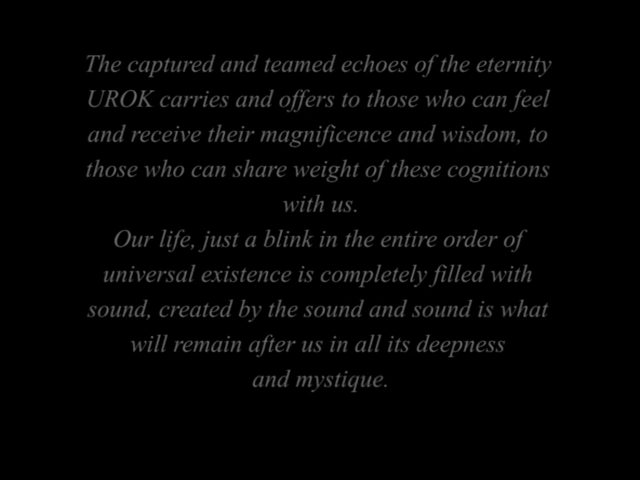 The captured and teamed echoes of the eternity
UROK carries and offers to those who can feel
and receive their magnificence and wisdom, to
those who can share weight of these cognitions
with us.
Our life, just a blink in the entire order of
universal existence is completely filled with
sound, created by the sound and sound is what
will remain after us in all its deepness
and mystique.